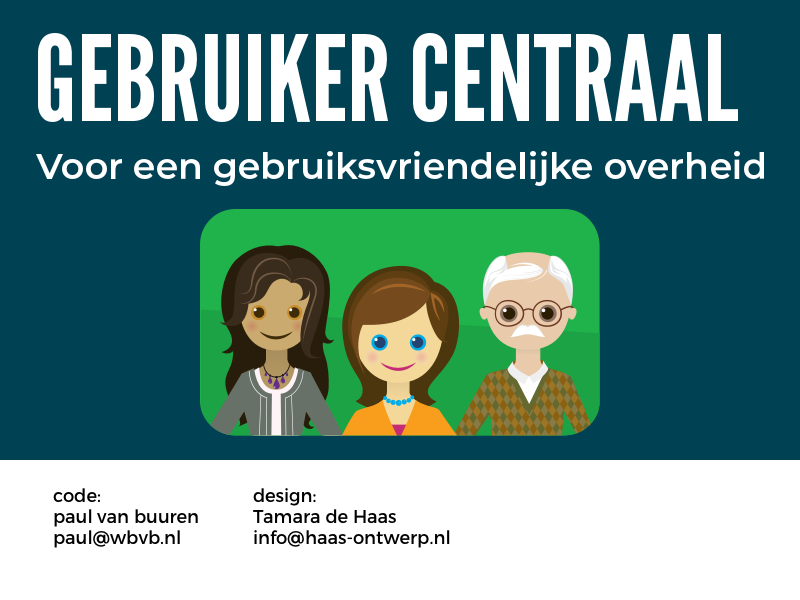 GEBRUIKER CENTRAAL
Voor een gebruiksvriendelijke overheid
code:
paul van buuren
paul@wbvb.nl
design:
Tamara de Haas
info@haas-ontwerp.nl